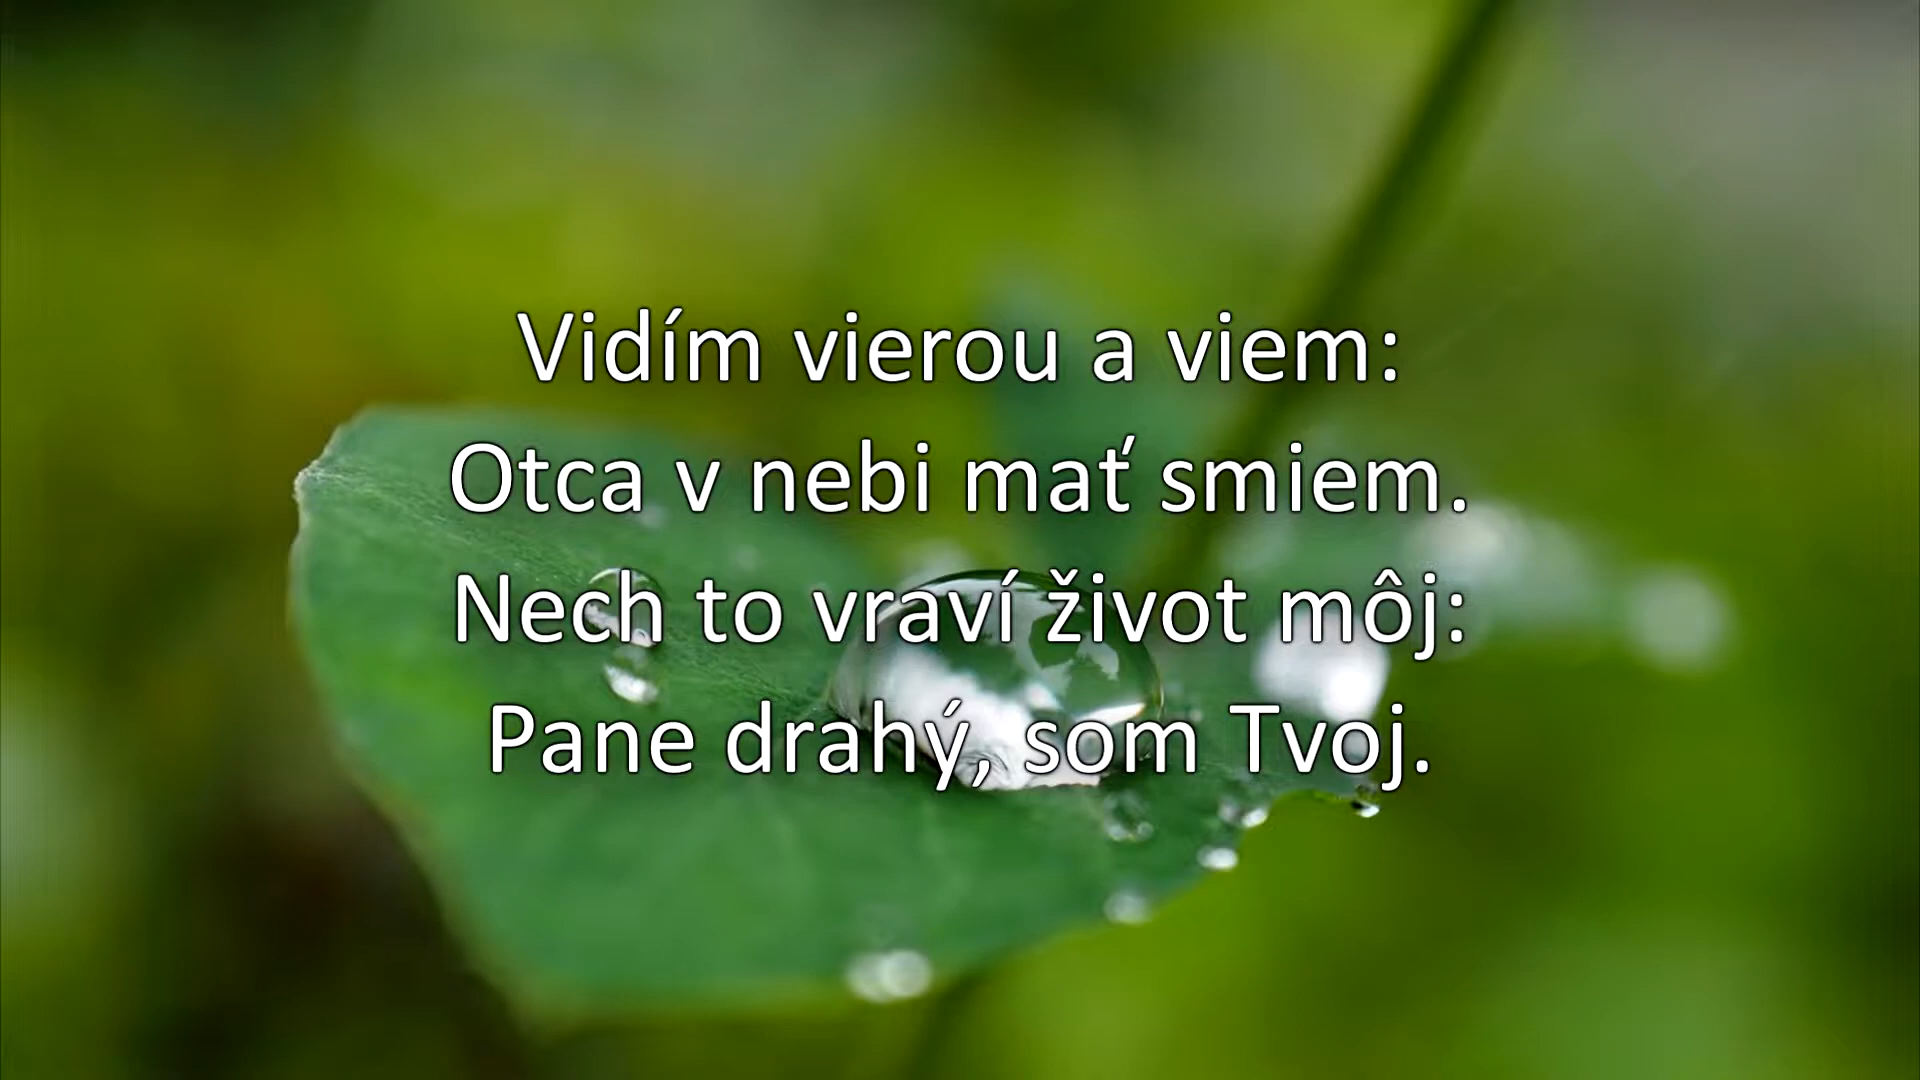 Vidím vierou a viem:
Otca v nebi mať smiem.
Nech to vraví život môj:
Pane drahý, som Tvoj.